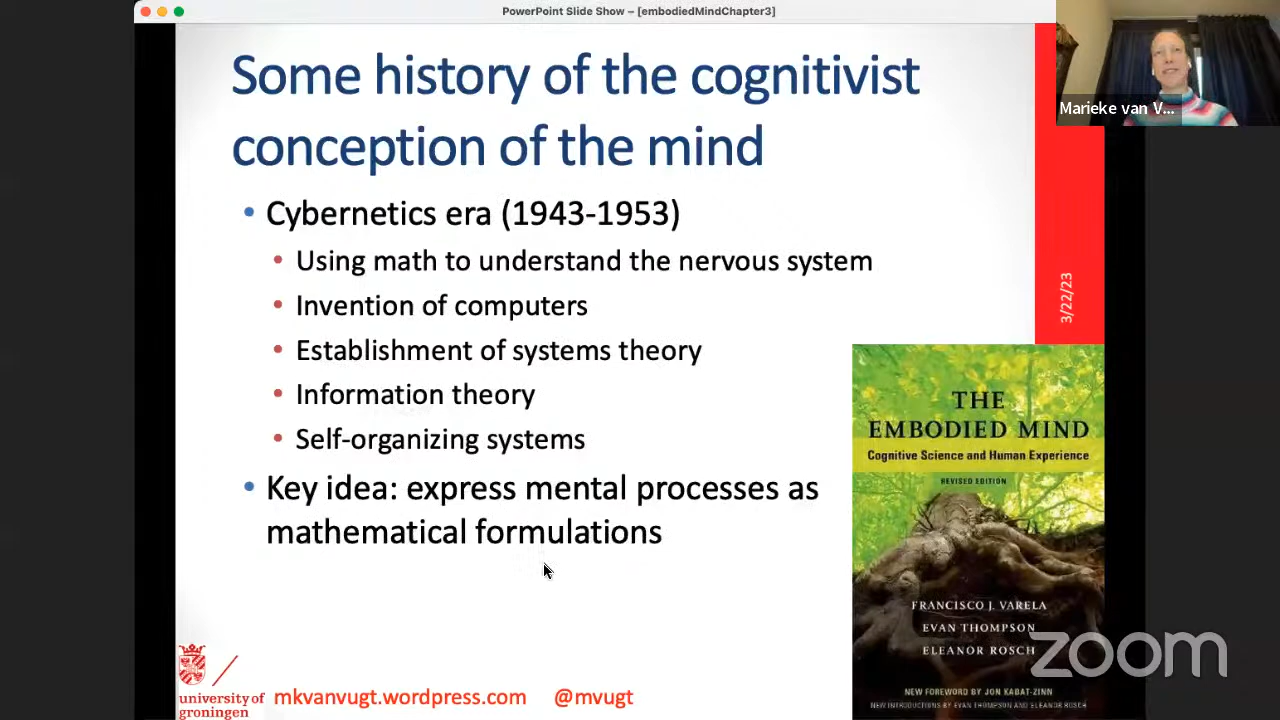 PowerPoint Slide Show – [embodiedMindChapter3]
Marieke van V...
Some history of the cognitivist
conception of the mind
• Cybernetics era (1943-1953)
• Using math to understand the nervous system
• Invention of computers
• Establishment of systems theory
• Information theory
• Self-organizing systems
• Key idea: express mental processes as
mathematical formulations
3/22/23
THE
EMBODIED MIND
Cognitive Science and Human Experience
REVISED EDITION
FRANCISCO J. VARELA
EVAN THOMPSON
ELEANOR ROSCH
NEW FOREWORD BY JON KABAT-ZINN
NEW INTRODUCTIONS BY EVAN THOMPSON AND ELEANOR ROSCH
zoom
university of
groningen
mkvanvugt.wordpress.com @mvugt